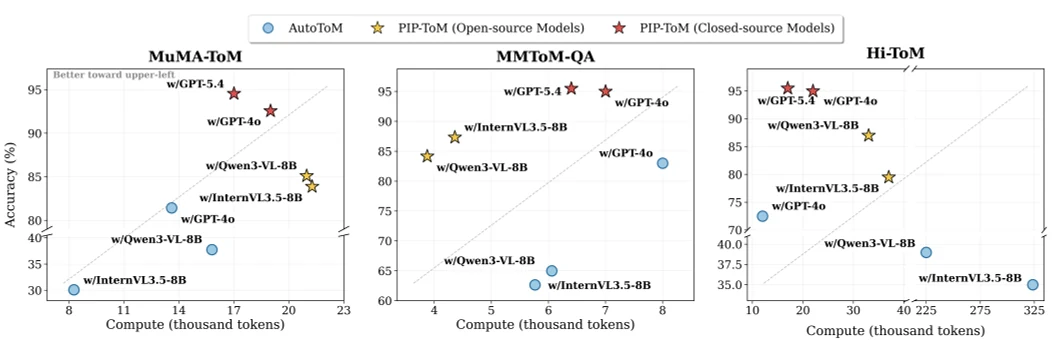 AutoToM PIP-ToM (Open-source Models) PIP-ToM (Closed-source Models)
MuMA-ToM
Better toward upper-left
w/GPT-5.4
w/GPT-4o
w/Qwen3-VL-8B
w/InternVL3.5-8B
w/GPT-4o
w/Qwen3-VL-8B
w/InternVL3.5-8B
Accuracy (%)
95
90
85
80
40
35
30
8 11 14 17 20 23
Compute (thousand tokens)
MMToM-QA
w/GPT-5.4
w/GPT-4o
w/InternVL3.5-8B
w/Qwen3-VL-8B
w/GPT-4o
w/Qwen3-VL-8B
w/InternVL3.5-8B
95
90
85
80
75
70
65
60
4 5 6 7 8
Compute (thousand tokens)
Hi-ToM
w/GPT-5.4 w/GPT-4o
w/Qwen3-VL-8B
w/InternVL3.5-8B
w/GPT-4o
w/Qwen3-VL-8B
w/InternVL3.5-8B
95
90
85
80
75
70
40.0
37.5
35.0
10 20 30 40 225 275 325
Compute (thousand tokens)